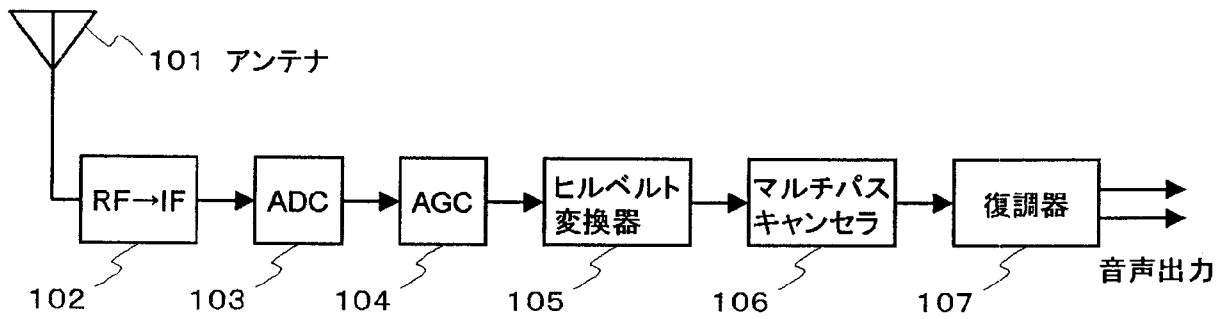 101 アンテナ
RF→IF
ADC
AGC
ヒルベルト
変換器
マルチパス
キャンセラ
復調器
音声出力
102
103
104
105
106
107